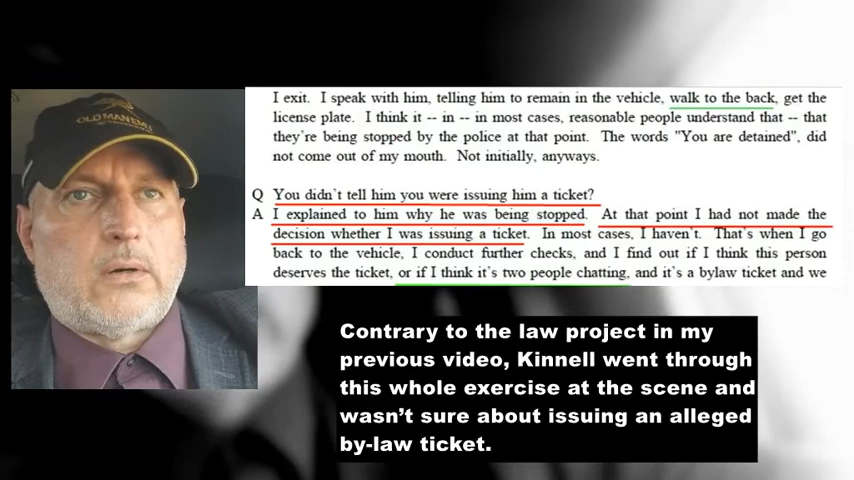 OLD MAN EMU
I exit. I speak with him, telling him to remain in the vehicle, walk to the back, get the
license plate. I think it -- in -- in most cases, reasonable people understand that -- that
they're being stopped by the police at that point. The words "You are detained", did
not come out of my mouth. Not initially, anyways.
Q You didn't tell him you were issuing him a ticket?
A I explained to him why he was being stopped. At that point I had not made the
decision whether I was issuing a ticket. In most cases, I haven't. That's when I go
back to the vehicle, I conduct further checks, and I find out if I think this person
deserves the ticket, or if I think it's two people chatting, and it's a bylaw ticket and we
Contrary to the law project in my
previous video, Kinnell went through
this whole exercise at the scene and
wasn't sure about issuing an alleged
by-law ticket.